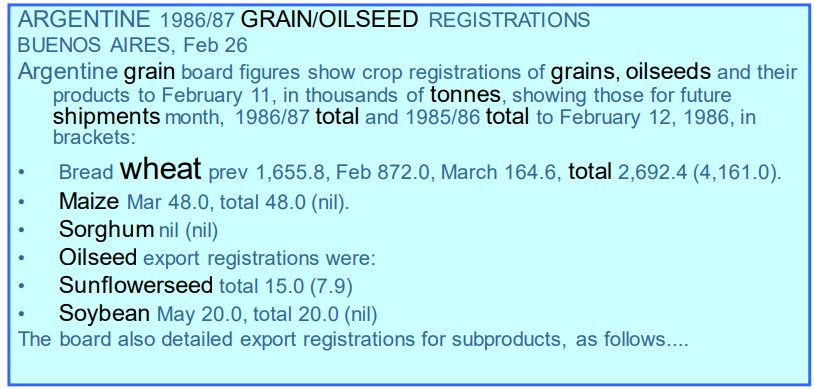 ARGENTINE 1986/87 GRAIN/OILSEED REGISTRATIONS
BUENOS AIRES, Feb 26
Argentine grain board figures show crop registrations of grains, oilseeds and their
products to February 11, in thousands of tonnes, showing those for future
shipments month, 1986/87 total and 1985/86 total to February 12, 1986, in
brackets:
• Bread wheat prev 1,655.8, Feb 872.0, March 164.6, total 2,692.4 (4,161.0).
• Maize Mar 48.0, total 48.0 (nil).
• Sorghum nil (nil)
• Oilseed export registrations were:
• Sunflowerseed total 15.0 (7.9)
• Soybean May 20.0, total 20.0 (nil)
The board also detailed export registrations for subproducts, as follows....